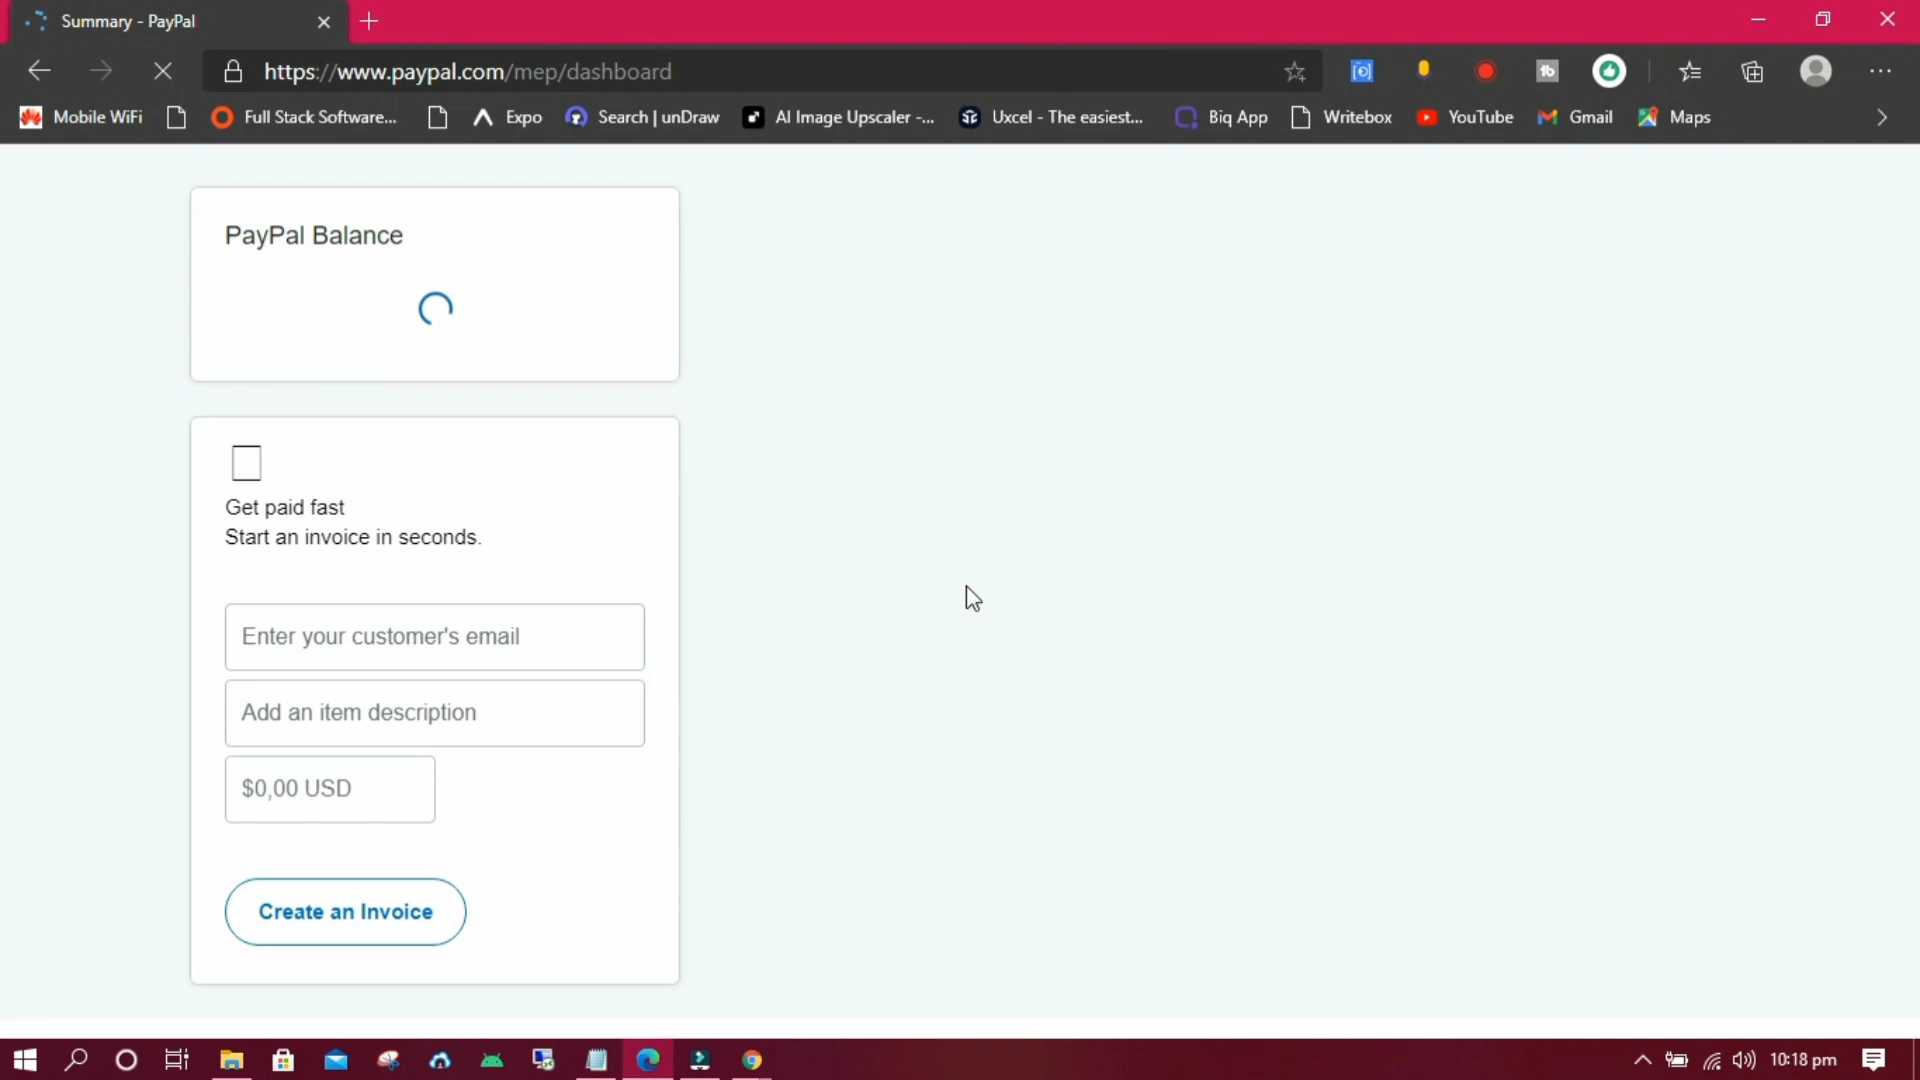 Summary - PayPal
https://www.paypal.com/mep/dashboard
Mobile WiFi
Full Stack Software...
Expo
Search | unDraw
AI Image Upscaler -...
Uxcel - The easiest...
Biq App
Writebox
YouTube
Gmail
Maps
PayPal Balance
Get paid fast
Start an invoice in seconds.
Enter your customer's email
Add an item description
$0,00 USD
Create an Invoice
10:18 pm